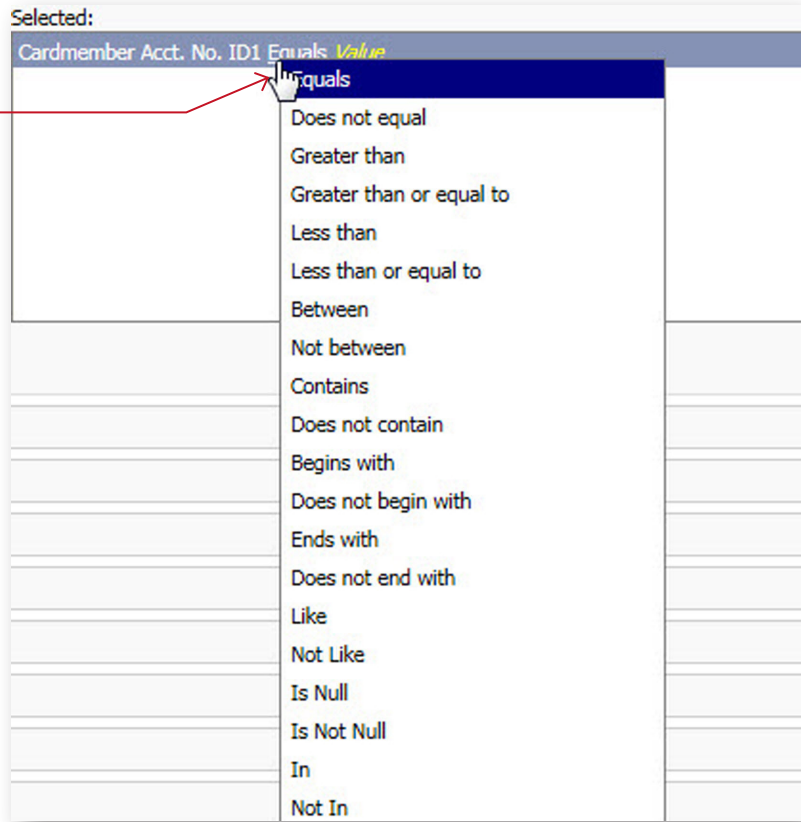 Selected:
Cardmember Acct. No. ID1 Equals Value
Equals
Does not equal
Greater than
Greater than or equal to
Less than
Less than or equal to
Between
Not between
Contains
Does not contain
Begins with
Does not begin with
Ends with
Does not end with
Like
Not Like
Is Null
Is Not Null
In
Not In